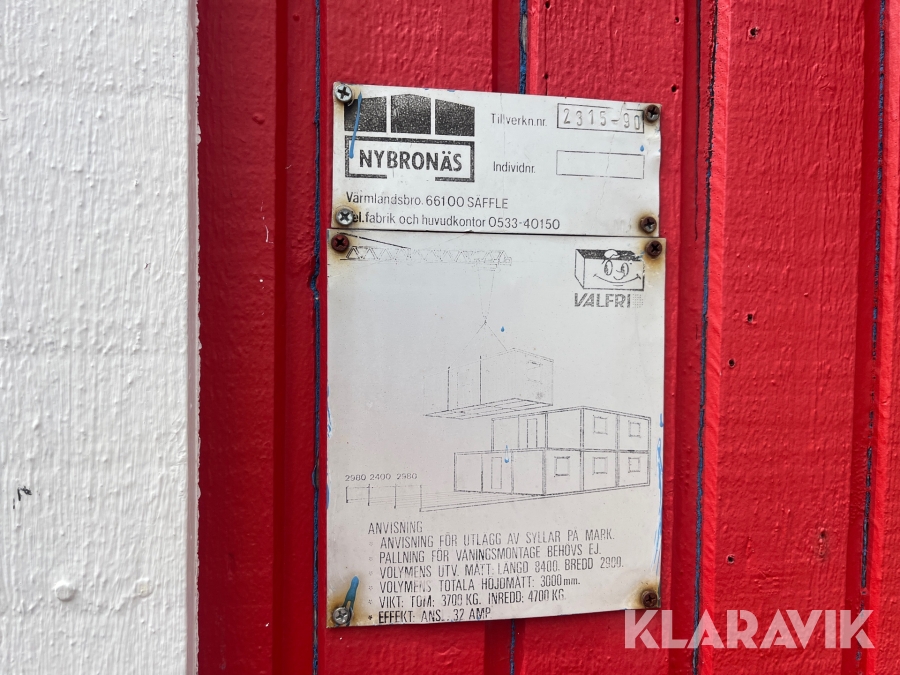 NYBRONÄS
Tillverkn.nr. 2315-90
Individnr.
Värmlandsbro. 66100 SÄFFLE
Tel. fabrik och huvudkontor 0533-40150
VALFRI
2980 2400 2980
ANVISNING
ANVISNING FÖR UTLÄGG AV SYLLAR PÅ MARK.
PALLNING FÖR VÅNINGSMONTAGE BEHÖVS EJ.
VOLYMENS UTV. MÅTT: LÄNGD 8400. BREDD 2900.
VOLYMENS TOTALA HÖJDMÅTT: 3000mm.
VIKT: TOM: 3700 KG. INREDD: 4700 KG.
EFFEKT: ANS. 32 AMP
KLARAVIK